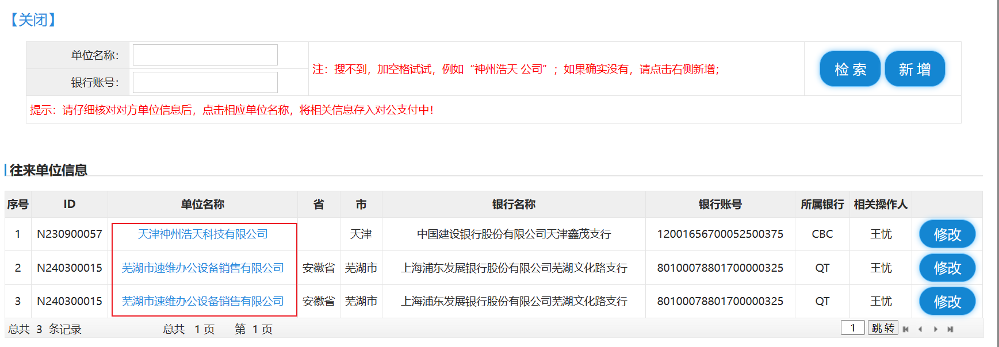 【关闭】
单位名称：
银行账号：
注：搜不到，加空格试试，例如“神州浩天 公司”；如果确实没有，请点击右侧新增；
检 索 新 增
提示：请仔细核对对方单位信息后，点击相应单位名称，将相关信息存入对公支付中！
往来单位信息
序号 ID 单位名称 省 市 银行名称 银行账号 所属银行 相关操作人
1 N230900057 天津神州浩天科技有限公司 天津 中国建设银行股份有限公司天津鑫茂支行 12001656700052500375 CBC 王忧 修改
2 N240300015 芜湖市速维办公设备销售有限公司 安徽省 芜湖市 上海浦东发展银行股份有限公司芜湖文化路支行 80100078801700000325 QT 王忧 修改
3 N240300015 芜湖市速维办公设备销售有限公司 安徽省 芜湖市 上海浦东发展银行股份有限公司芜湖文化路支行 80100078801700000325 QT 王忧 修改
总共 3 条记录 总共 1 页 第 1 页 1 跳 转